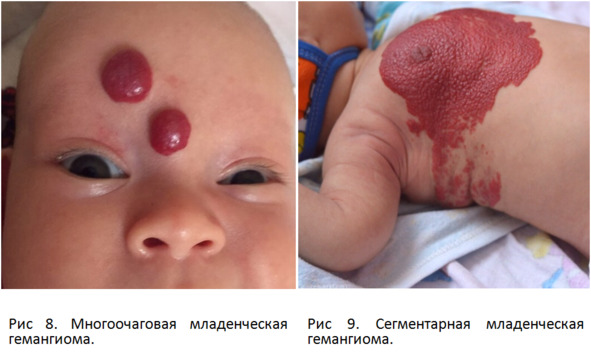 Рис 8. Многоочаговая младенческая
гемангиома.
Рис 9. Сегментарная младенческая
гемангиома.